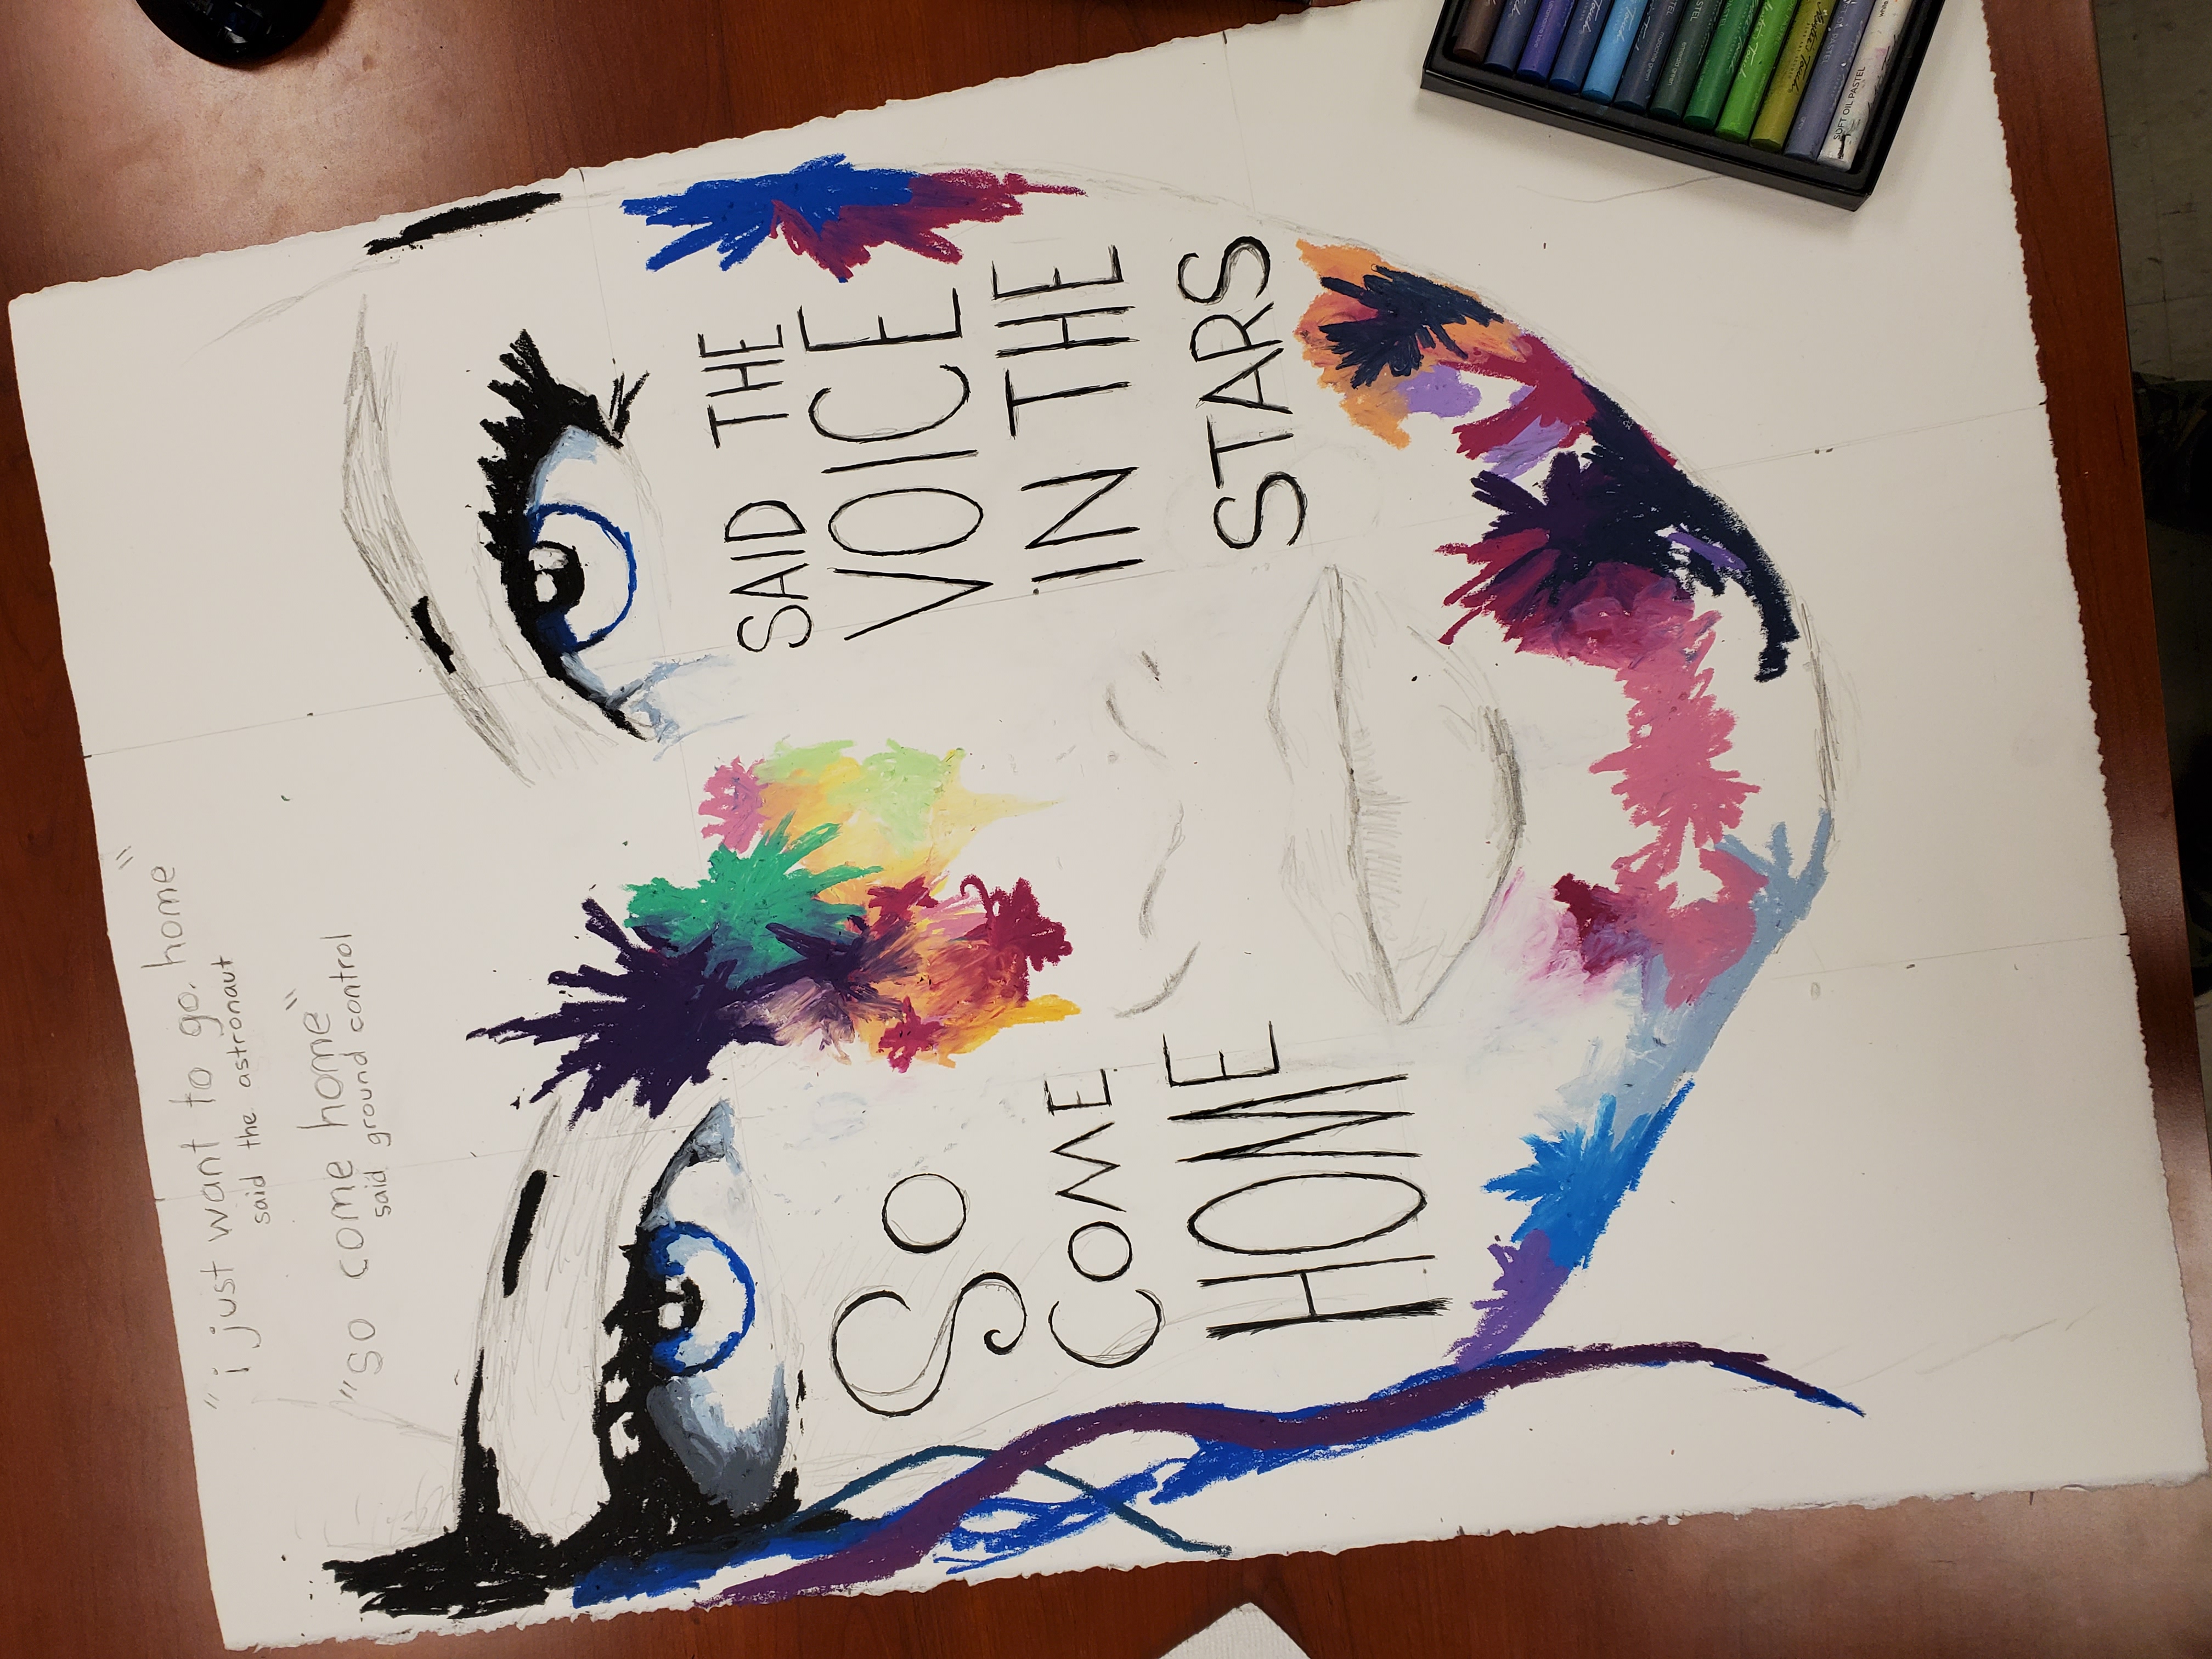 "i just want to go. home"
said the astronaut
"so come home"
said ground control
SO
COME
HOME
SAID THE
VOICE
IN THE
STARS
SOFT OIL PASTEL
white